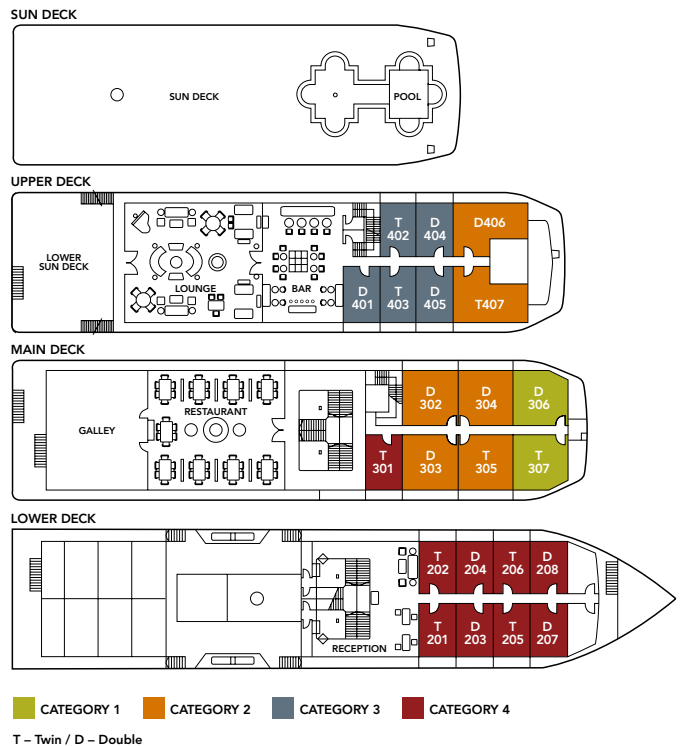 SUN DECK
SUN DECK
POOL
UPPER DECK
LOWER
SUN DECK
LOUNGE
BAR
T
402
D
404
D406
D
401
T
403
D
405
T407
MAIN DECK
GALLEY
RESTAURANT
D
302
D
304
D
306
T
301
D
303
T
305
T
307
LOWER DECK
RECEPTION
T
202
D
204
T
206
D
208
T
201
D
203
T
205
D
207
CATEGORY 1
CATEGORY 2
CATEGORY 3
CATEGORY 4
T – Twin / D – Double